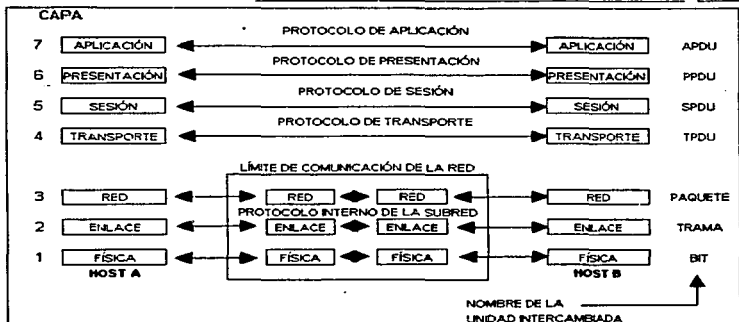 CAPA
PROTOCOLO DE APLICACIÓN
7 APLICACIÓN APLICACIÓN APDU
PROTOCOLO DE PRESENTACIÓN
6 PRESENTACIÓN PRESENTACIÓN PPDU
PROTOCOLO DE SESIÓN
5 SESIÓN SESIÓN SPDU
PROTOCOLO DE TRANSPORTE
4 TRANSPORTE TRANSPORTE TPDU
LÍMITE DE COMUNICACIÓN DE LA RED
3 RED RED RED RED PAQUETE
PROTOCOLO INTERNO DE LA SUBRED
2 ENLACE ENLACE ENLACE ENLACE TRAMA
1 FÍSICA FÍSICA FÍSICA FÍSICA BIT
HOST A HOST B
NOMBRE DE LA
UNIDAD INTERCAMBIADA